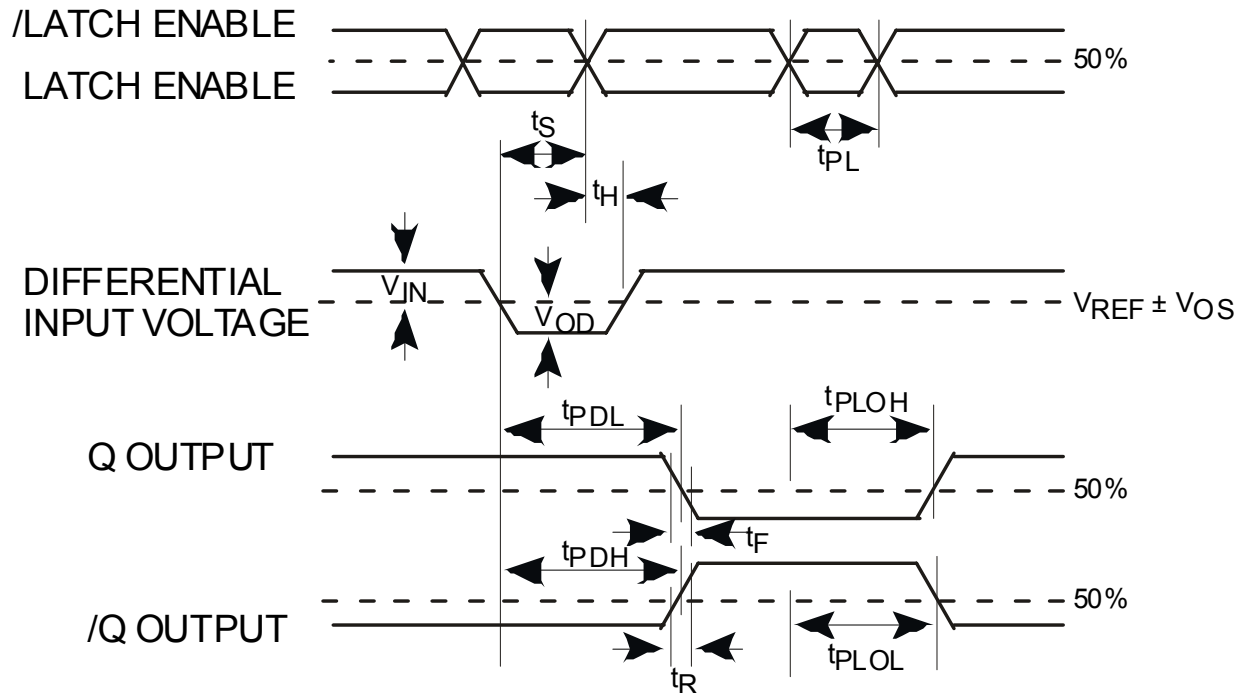 /LATCH ENABLE
50%
LATCH ENABLE
tS
tPL
tH
DIFFERENTIAL
INPUT VOLTAGE
VIN
VOD
VREF ± VOS
tPDL
tPLOH
Q OUTPUT
50%
tF
tPDH
50%
/Q OUTPUT
tPLOL
tR